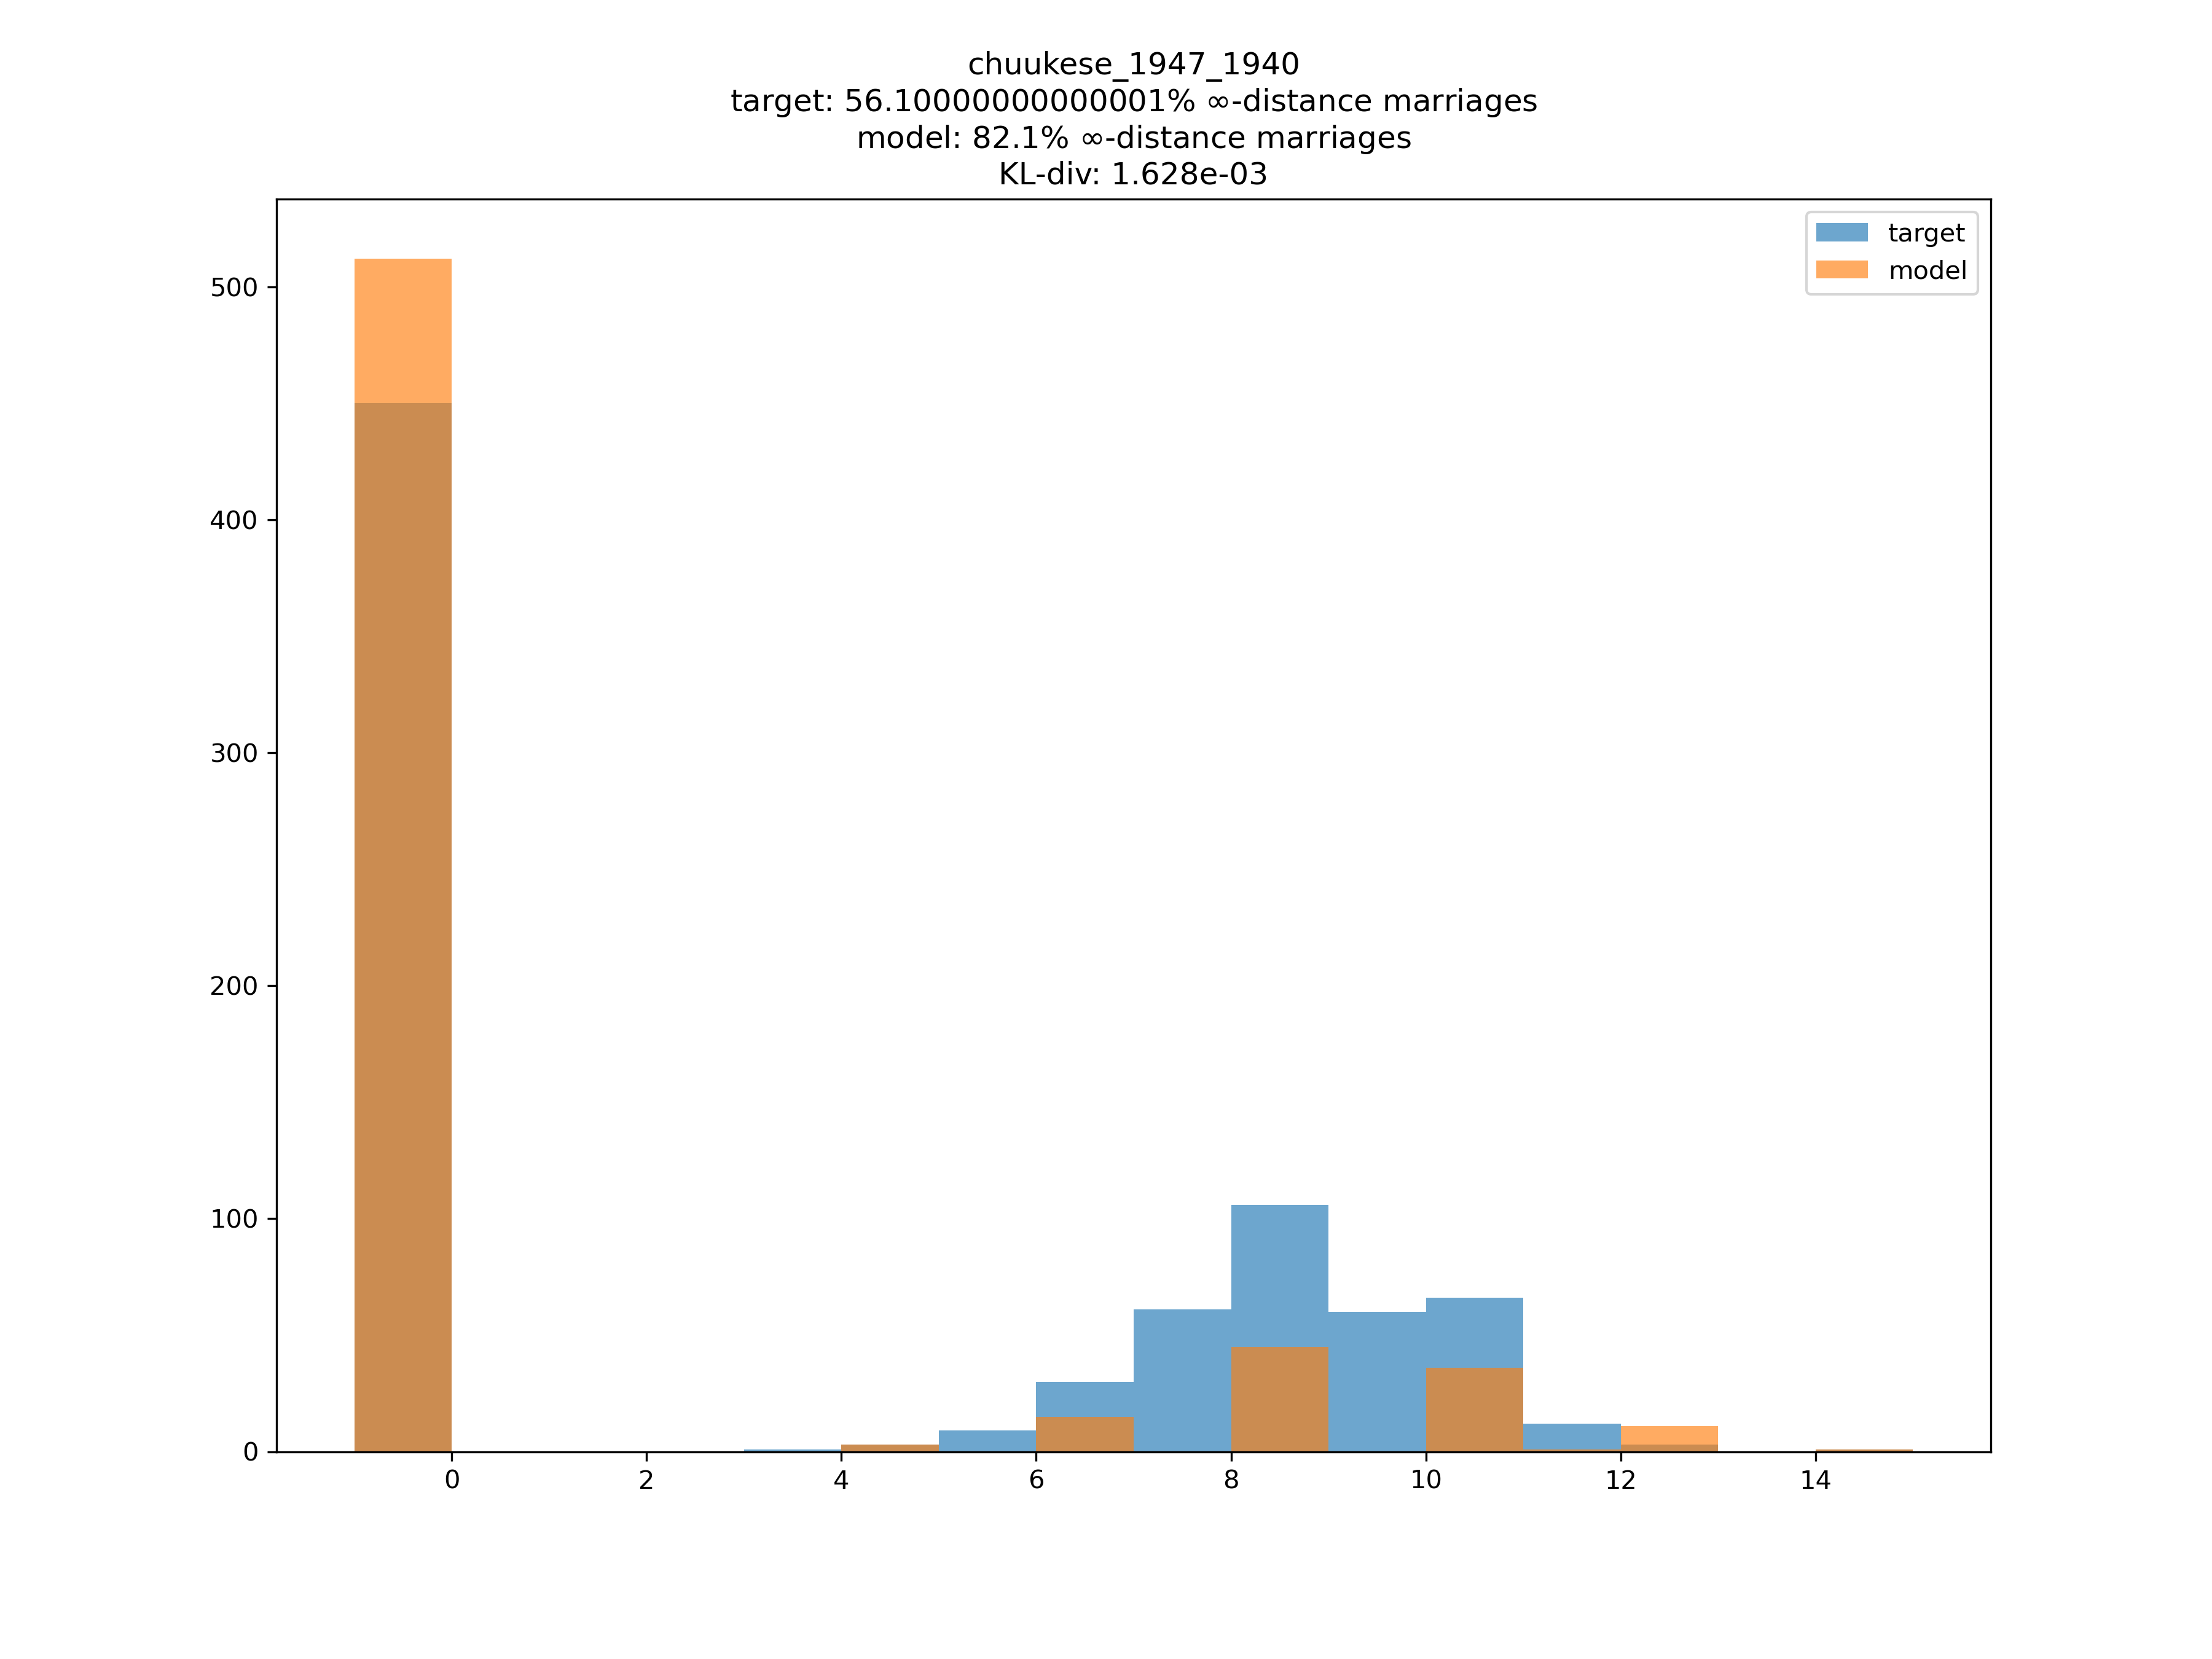 chuukese_1947_1940
target: 56.10000000000001% ∞-distance marriages
model: 82.1% ∞-distance marriages
KL-div: 1.628e-03
target
model
500
400
300
200
100
0
0 2 4 6 8 10 12 14